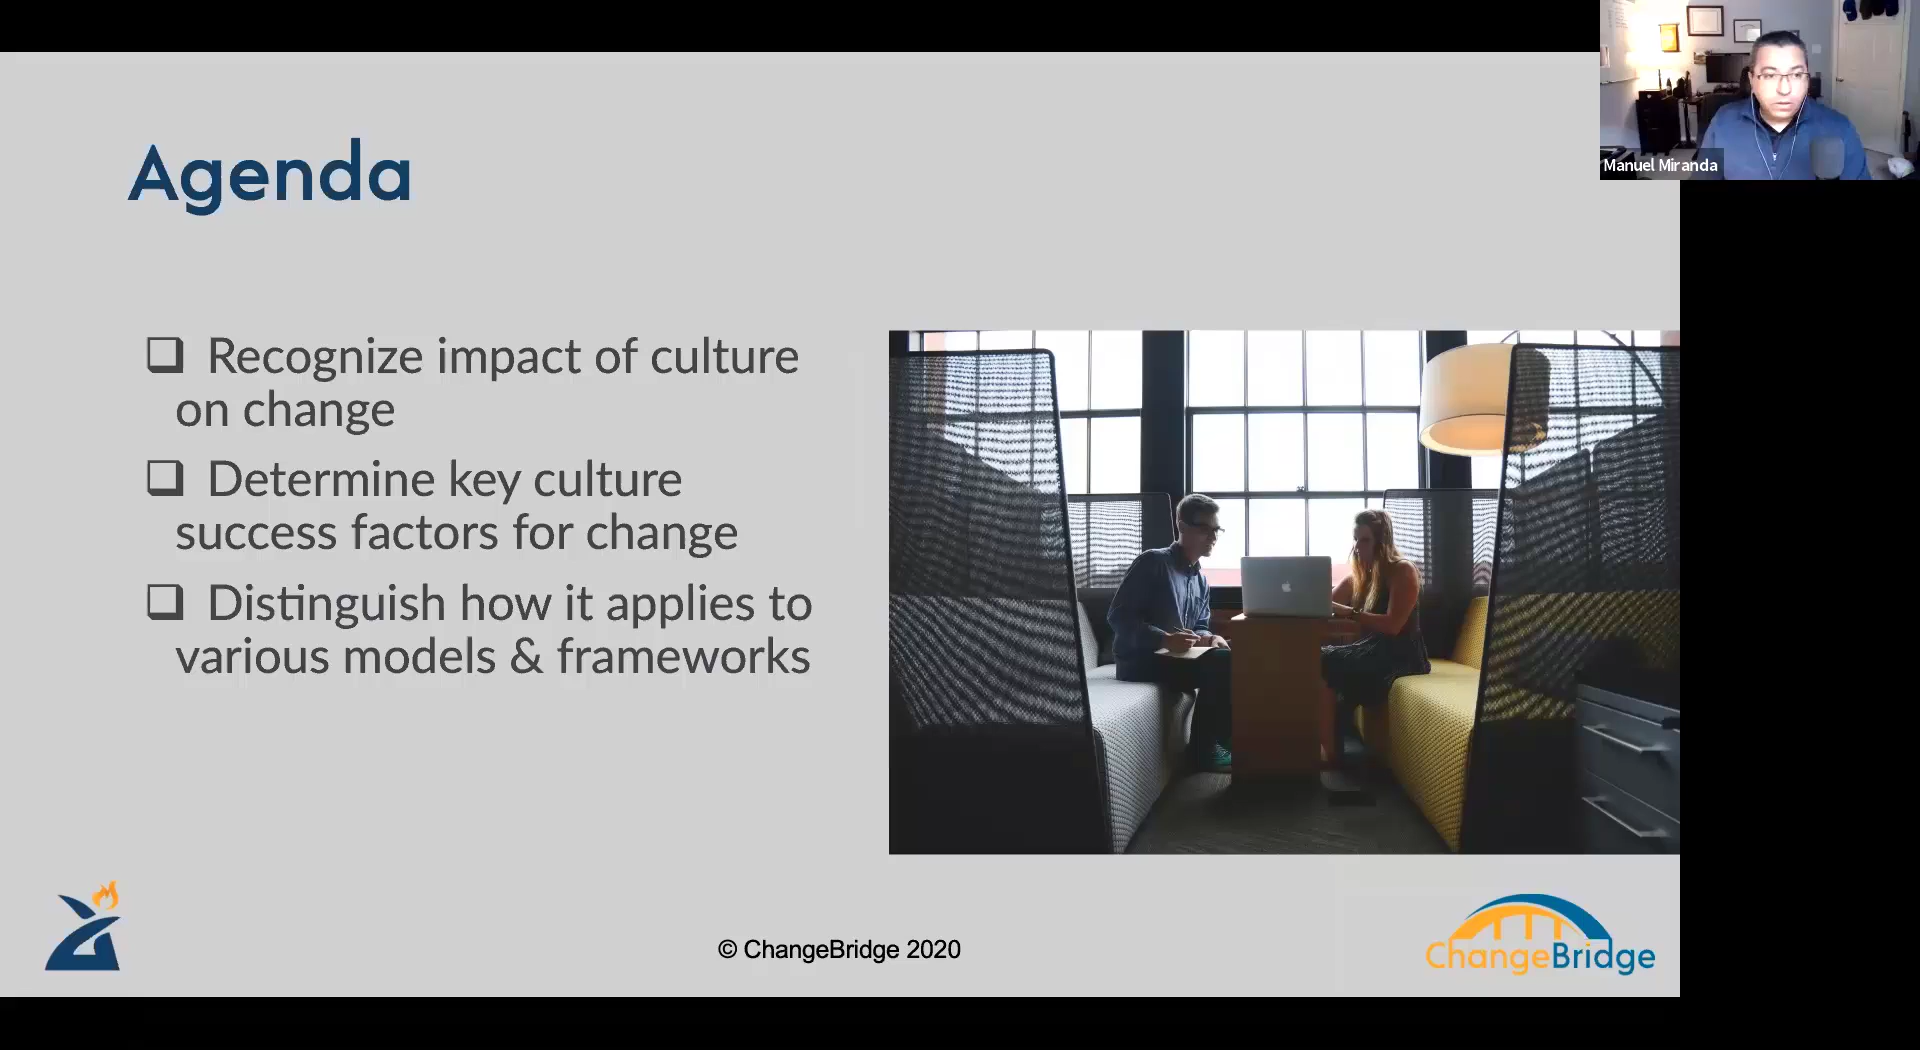 Manuel Miranda
Agenda
❑ Recognize impact of culture
on change
❑ Determine key culture
success factors for change
❑ Distinguish how it applies to
various models & frameworks
© ChangeBridge 2020
ChangeBridge